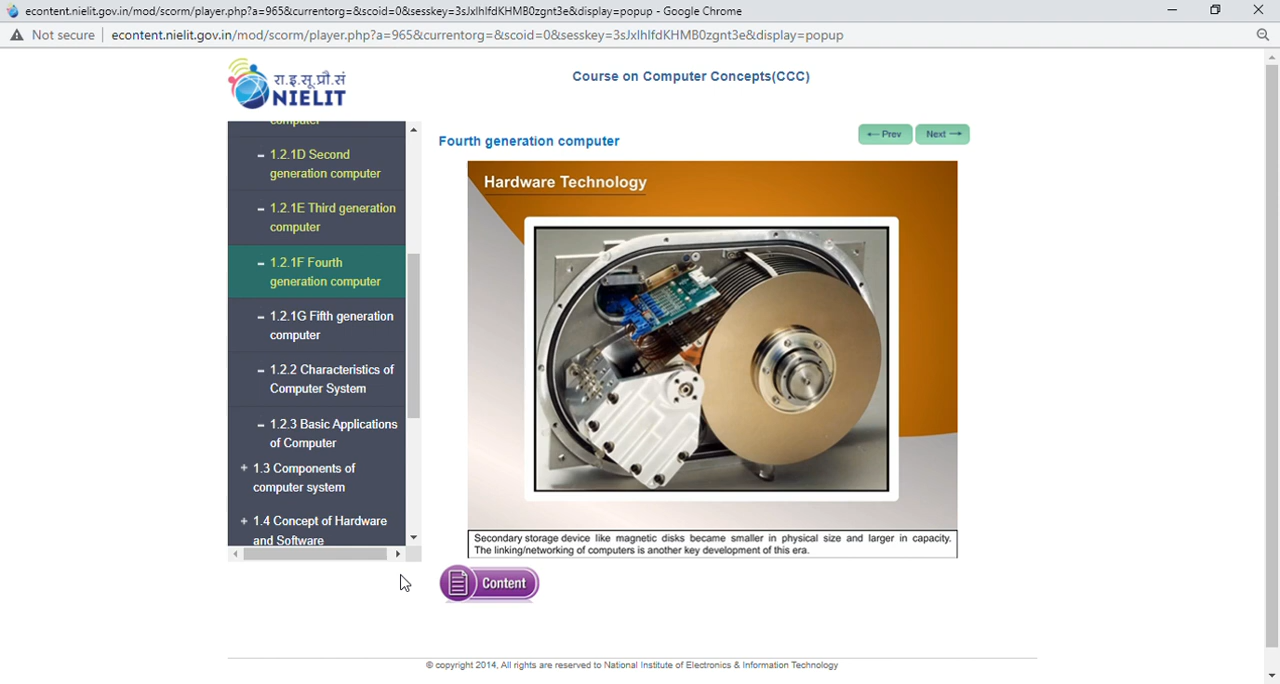 econtent.nielit.gov.in/mod/scorm/player.php?a=965&currentorg=&scoid=0&sesskey=3sJxlhlfdKHMB0zgnt3e&display=popup - Google Chrome
Not secure econtent.nielit.gov.in/mod/scorm/player.php?a=965&currentorg=&scoid=0&sesskey=3sJxlhlfdKHMB0zgnt3e&display=popup
रा.इ.सू.प्रौ.सं
NIELIT
Course on Computer Concepts(CCC)
computer
1.2.1D Second
generation computer
1.2.1E Third generation
computer
1.2.1F Fourth
generation computer
1.2.1G Fifth generation
computer
1.2.2 Characteristics of
Computer System
1.2.3 Basic Applications
of Computer
+ 1.3 Components of
computer system
+ 1.4 Concept of Hardware
and Software
Fourth generation computer
← Prev Next →
Hardware Technology
Secondary storage device like magnetic disks became smaller in physical size and larger in capacity.
The linking/networking of computers is another key development of this era.
Content
© copyright 2014, All rights are reserved to National Institute of Electronics & Information Technology